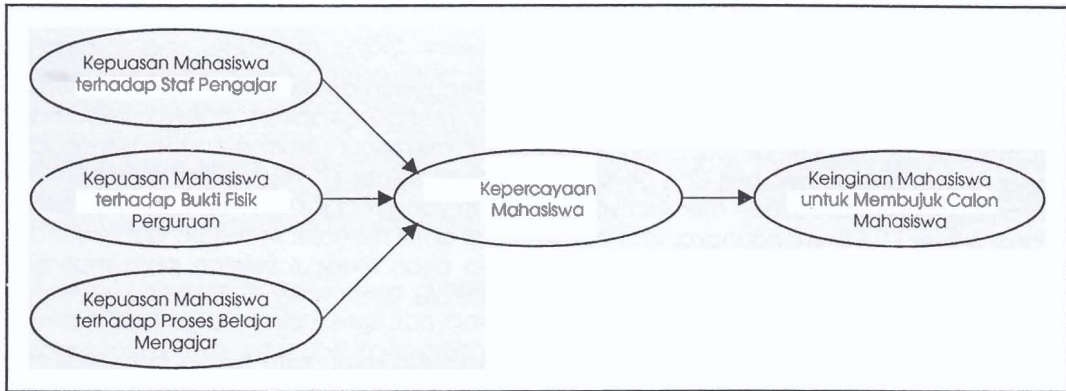 Kepuasan Mahasiswa
terhadap Staf Pengajar
Kepuasan Mahasiswa
terhadap Bukti Fisik
Perguruan
Kepuasan Mahasiswa
terhadap Proses Belajar
Mengajar
Kepercayaan
Mahasiswa
Keinginan Mahasiswa
untuk Membujuk Calon
Mahasiswa